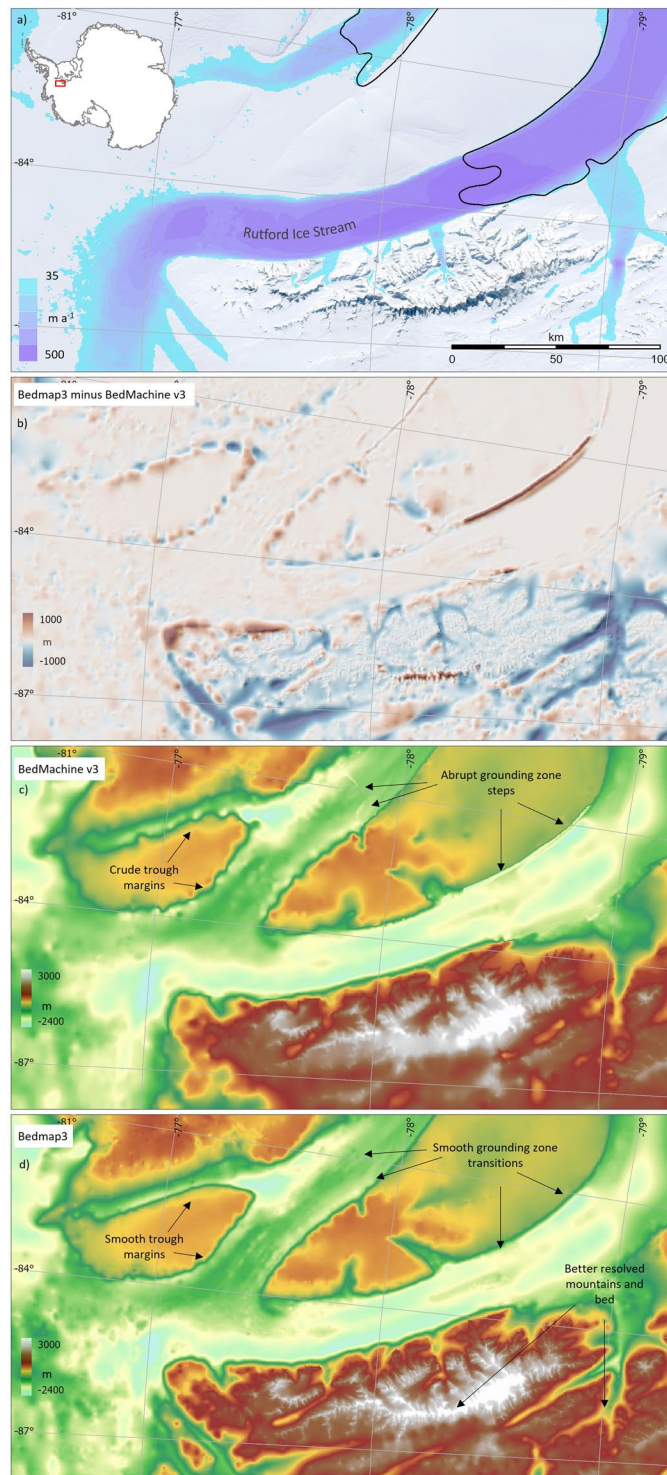 a)
-81°
-77°
-78°
-79°
-84°
Rutford Ice Stream
35
m a⁻¹
500
km
0
50
100
Bedmap3 minus BedMachine v3
-78°
-79°
b)
-84°
1000
m
-1000
-87°
BedMachine v3
-81°
-77°
-78°
-79°
c)
Abrupt grounding zone
steps
Crude trough
margins
-84°
3000
m
-2400
-87°
Bedmap3
-81°
-77°
-78°
-79°
d)
Smooth grounding zone
transitions
Smooth trough
margins
Better resolved
mountains and
bed
-84°
3000
m
-2400
-87°